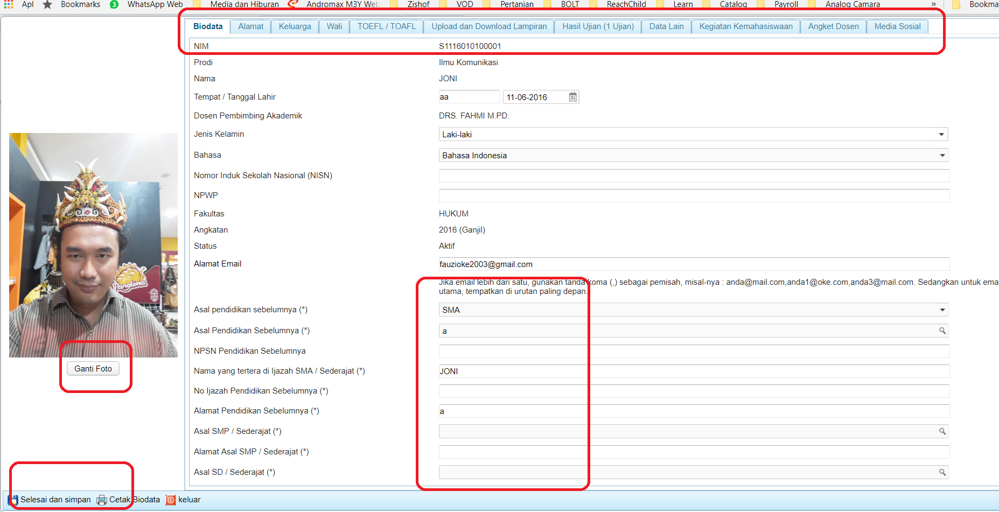 Apl Bookmarks 3 WhatsApp Web Media dan Hiburan Andromax M3Y Web Zishof VOD Pertanian BOLT ReachChild Learn Catalog Payroll Analog Camara » Bookma
Biodata Alamat Keluarga Wali TOEFL / TOAFL Upload dan Download Lampiran Hasil Ujian (1 Ujian) Data Lain Kegiatan Kemahasiswaan Angket Dosen Media Sosial
NIM S1116010100001
Prodi Ilmu Komunikasi
Nama JONI
Tempat / Tanggal Lahir aa 11-06-2016 31
Dosen Pembimbing Akademik DRS. FAHMI M.PD.
Jenis Kelamin Laki-laki
Bahasa Bahasa Indonesia
Nomor Induk Sekolah Nasional (NISN)
NPWP
Fakultas HUKUM
Angkatan 2016 (Ganjil)
Status Aktif
Alamat Email fauzioke2003@gmail.com
Jika email lebih dari satu, gunakan tanda koma (,) sebagai pemisah, misal-nya : anda@mail.com,anda1@oke.com,anda3@mail.com. Sedangkan untuk ema
utama, tempatkan di urutan paling depan.
Asal pendidikan sebelumnya (*) SMA
Asal Pendidikan Sebelumnya (*) a
NPSN Pendidikan Sebelumnya
Nama yang tertera di Ijazah SMA / Sederajat (*) JONI
No Ijazah Pendidikan Sebelumnya (*)
Alamat Pendidikan Sebelumnya (*) a
Asal SMP / Sederajat (*)
Alamat Asal SMP / Sederajat (*)
Asal SD / Sederajat (*)
Panglima
Ganti Foto
Selesai dan simpan Cetak Biodata keluar